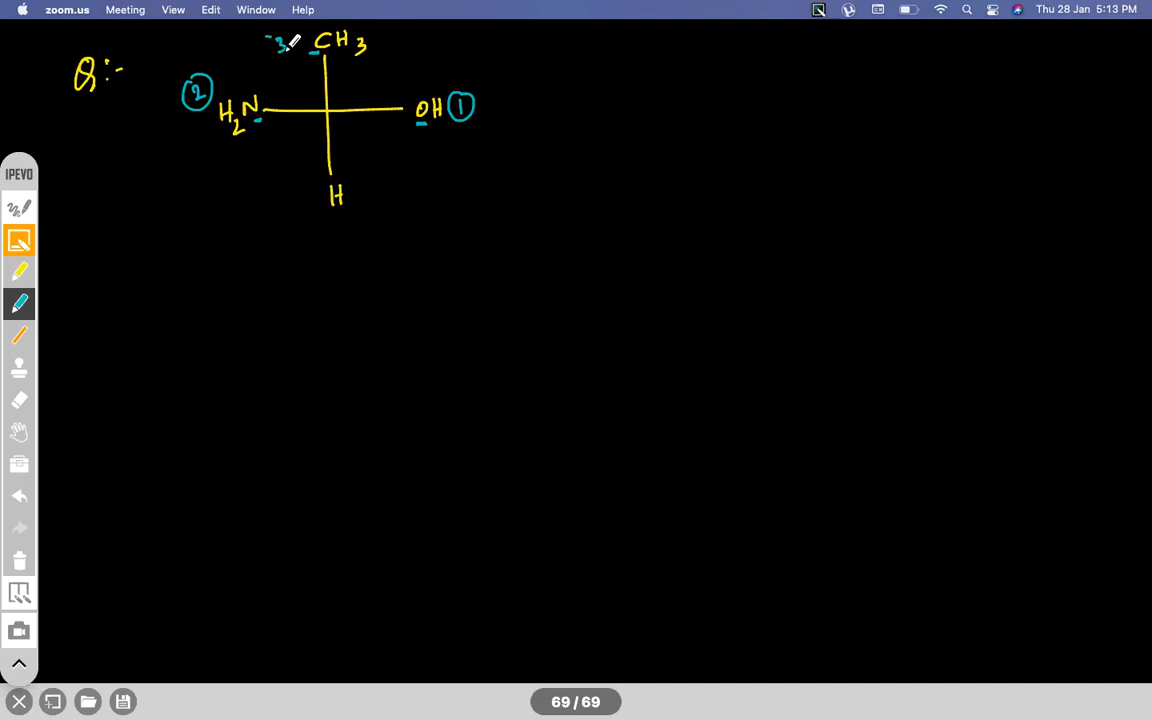 zoom.us Meeting View Edit Window Help Thu 28 Jan 5:13 PM
Q:-
3 CH3
2 H2N OH 1
H
IPEVO
69 / 69